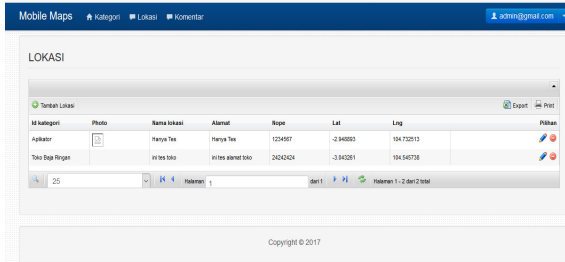 Mobile Maps Kategori Lokasi Komentar admin@gmail.com
LOKASI
Tambah Lokasi Export Print
Id kategori Photo Nama lokasi Alamat Nope Lat Lng Pilihan
Aplikator Hanya Tes Hanya Tes 1234567 -2.948893 104.732513
Toko Baja Ringan ini tes toko ini tes alamat toko 24242424 -3.043261 104.545738
25 Halaman 1 dari 1 Halaman 1 - 2 dari 2 total
Copyright © 2017